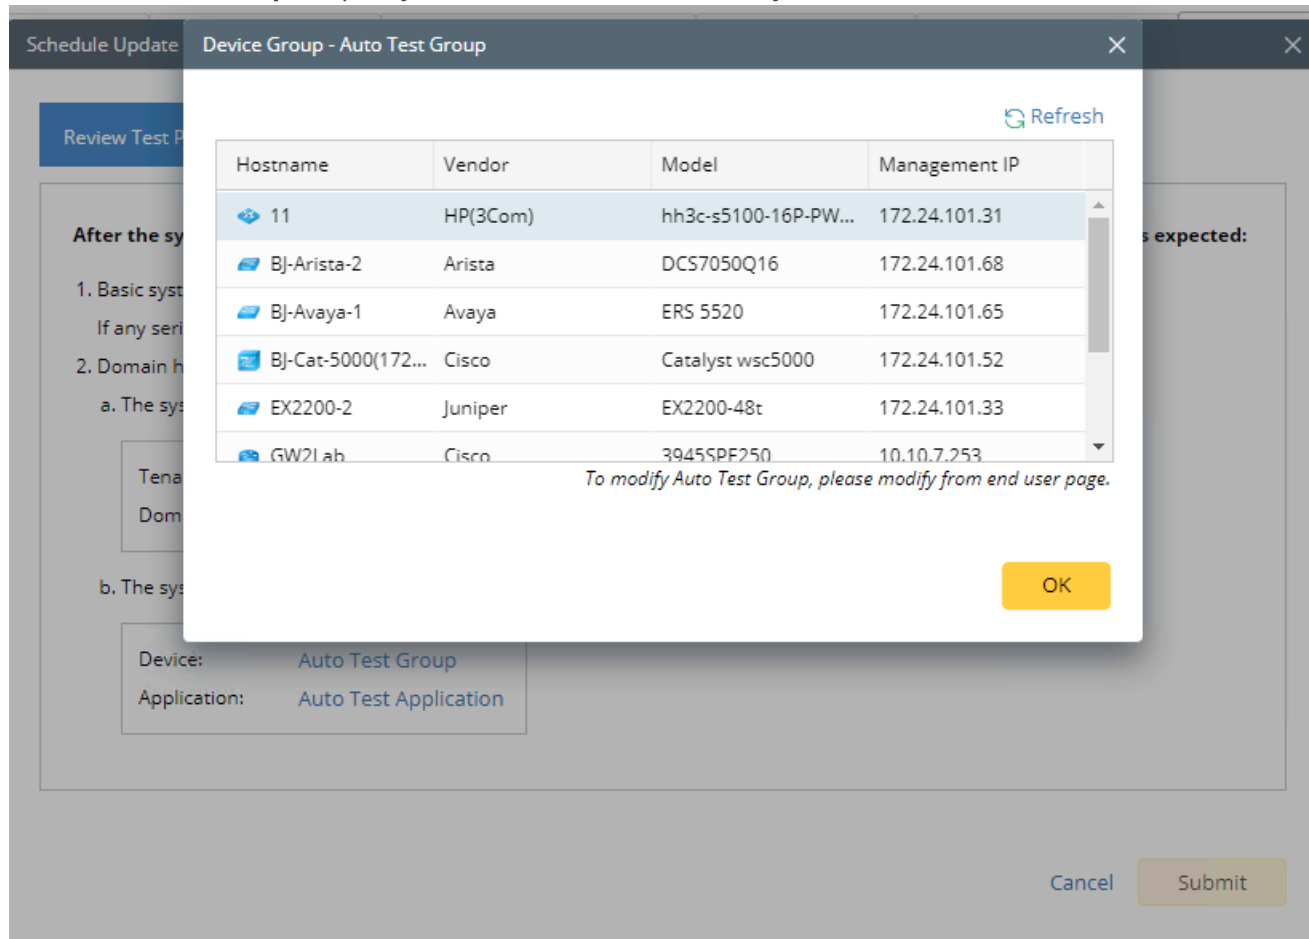 Schedule Update
Device Group - Auto Test Group
Refresh
Hostname Vendor Model Management IP
11 HP(3Com) hh3c-s5100-16P-PW... 172.24.101.31
BJ-Arista-2 Arista DCS7050Q16 172.24.101.68
BJ-Avaya-1 Avaya ERS 5520 172.24.101.65
BJ-Cat-5000(172... Cisco Catalyst wsc5000 172.24.101.52
EX2200-2 Juniper EX2200-48t 172.24.101.33
GW2Lab Cisco 3945SPE250 10.10.7.253
To modify Auto Test Group, please modify from end user page.
OK
Review Test P
After the sy
s expected:
1. Basic syst
If any seri
2. Domain h
a. The sys
Tena
Dom
b. The sys
Device: Auto Test Group
Application: Auto Test Application
Cancel Submit